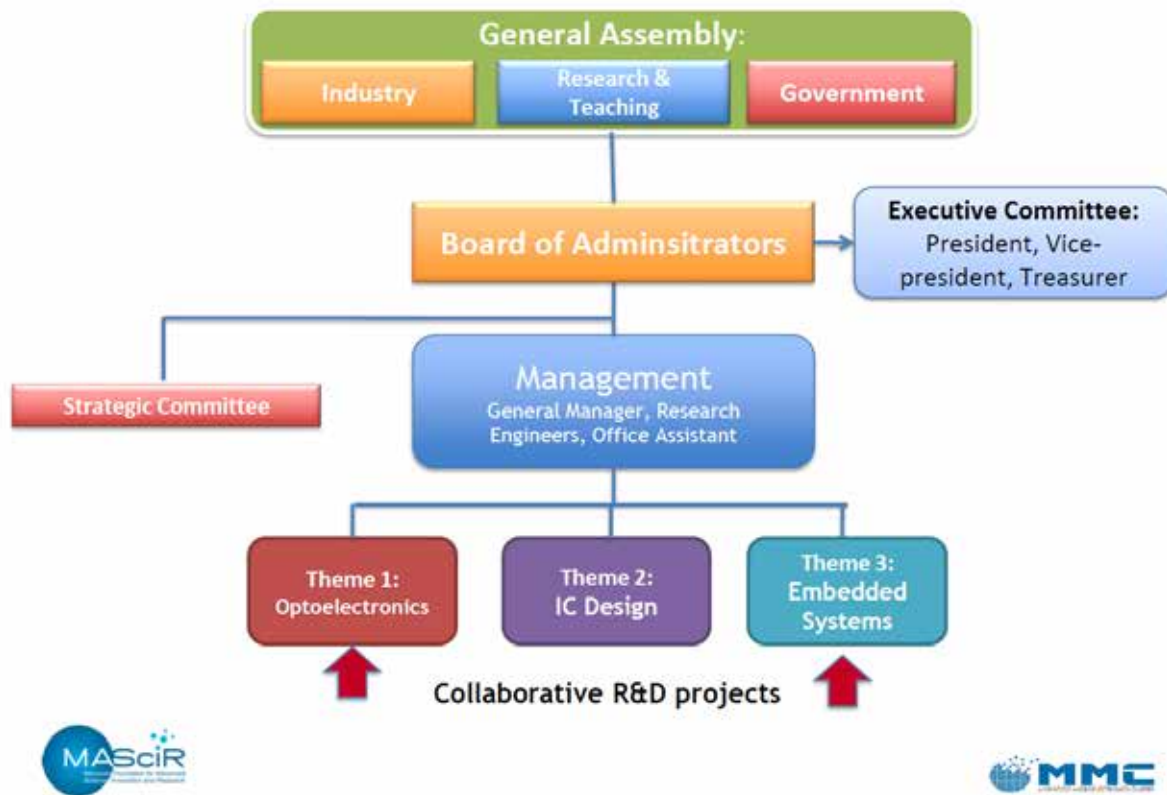 General Assembly:
Industry
Research &
Teaching
Government
Board of Adminsitrators
Executive Committee:
President, Vice-
president, Treasurer
Strategic Committee
Management
General Manager, Research
Engineers, Office Assistant
Theme 1:
Optoelectronics
Theme 2:
IC Design
Theme 3:
Embedded
Systems
Collaborative R&D projects
MAScIR
MMC